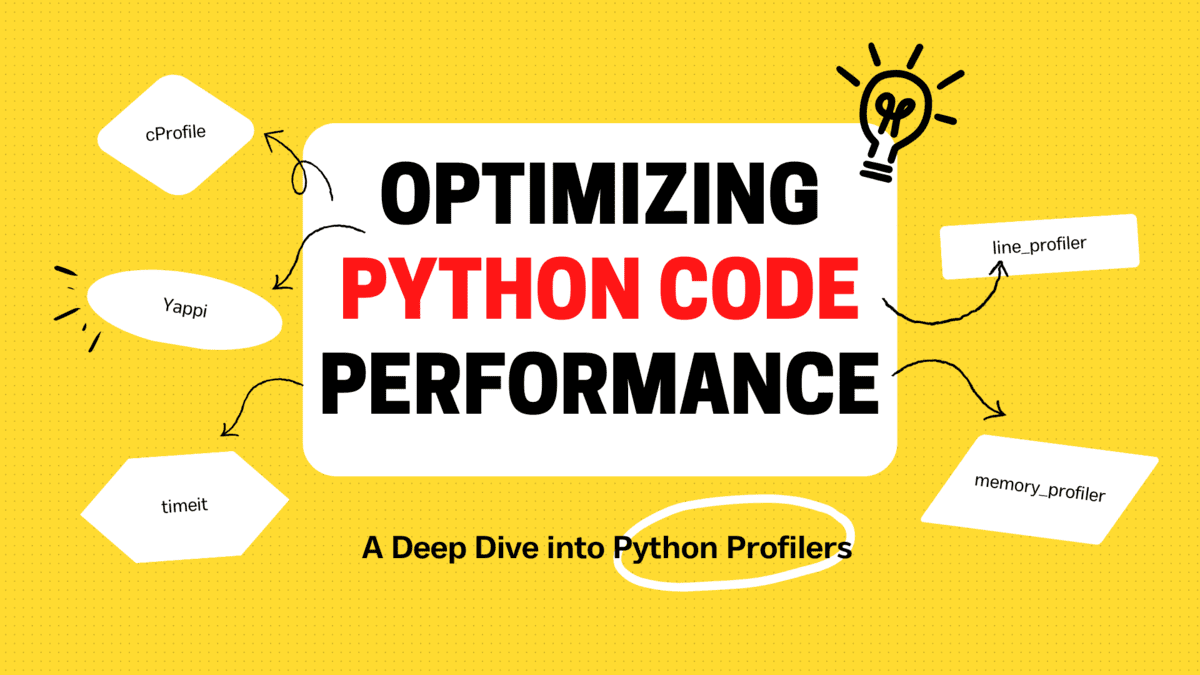 cProfile
OPTIMIZING
PYTHON CODE
PERFORMANCE
line_profiler
Yappi
timeit
memory_profiler
A Deep Dive into Python Profilers